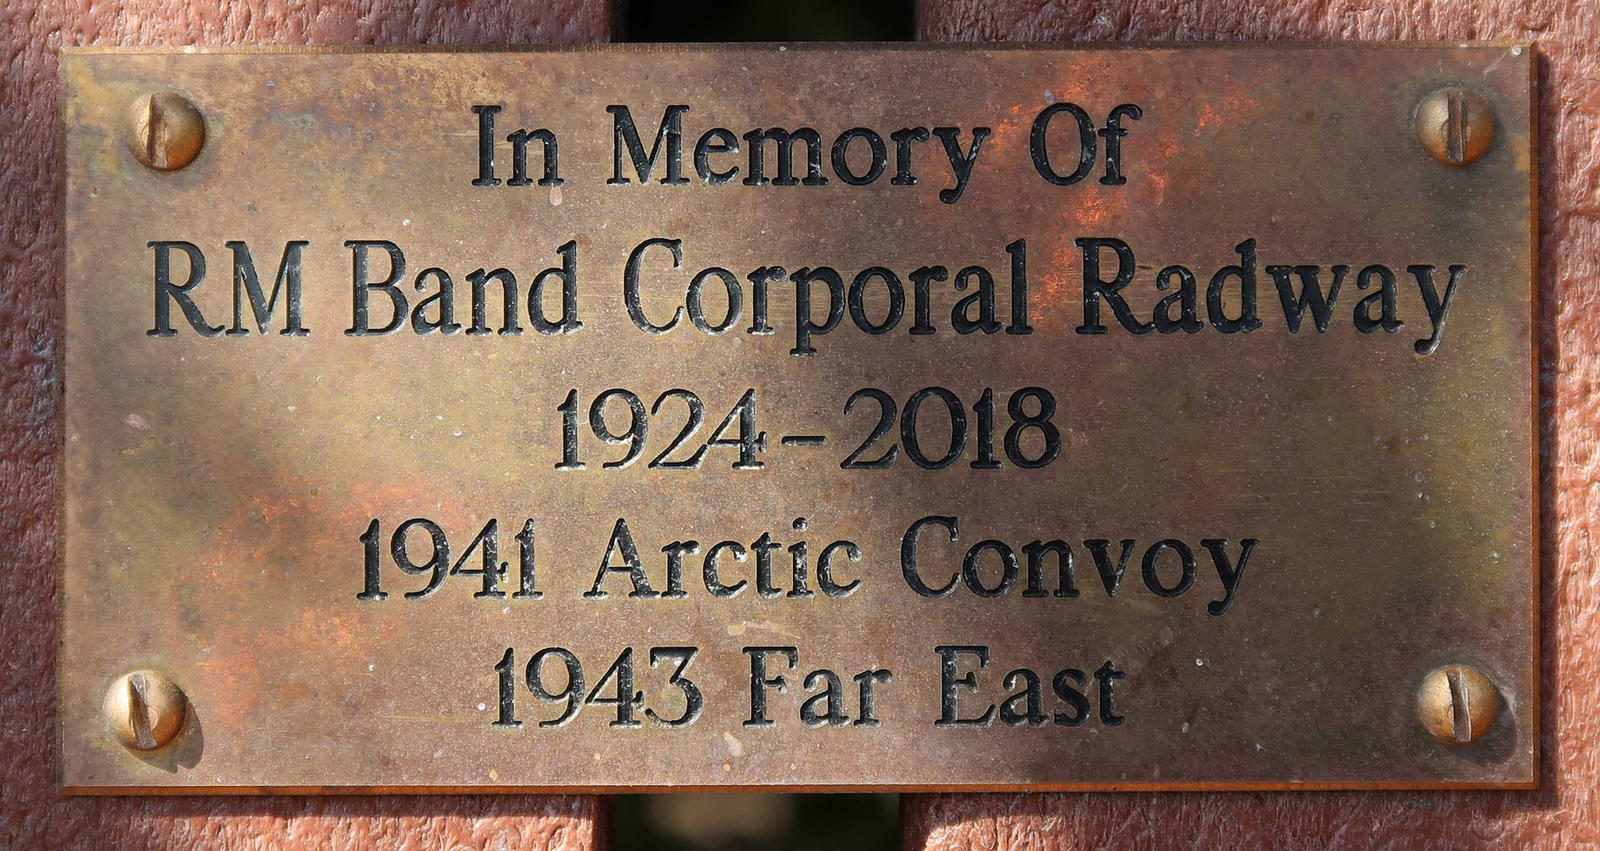 In Memory Of
RM Band Corporal Radway
1924 - 2018
1941 Arctic Convoy
1943 Far East